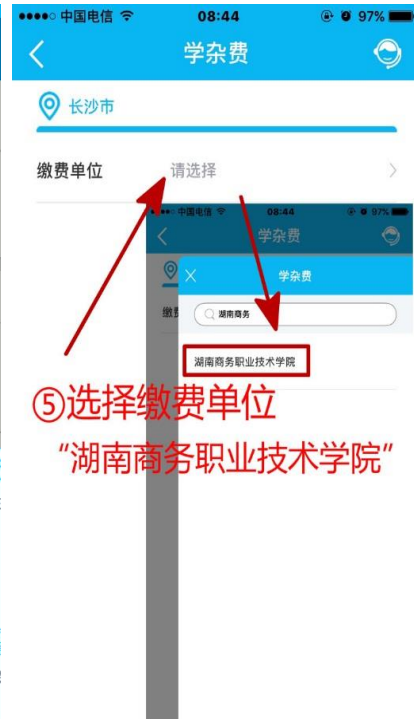 中国电信 08:44 97%
学杂费
长沙市
缴费单位 请选择
中国电信 08:44 97%
学杂费
学杂费
缴费
湖南商务
湖南商务职业技术学院
⑤选择缴费单位
“湖南商务职业技术学院”